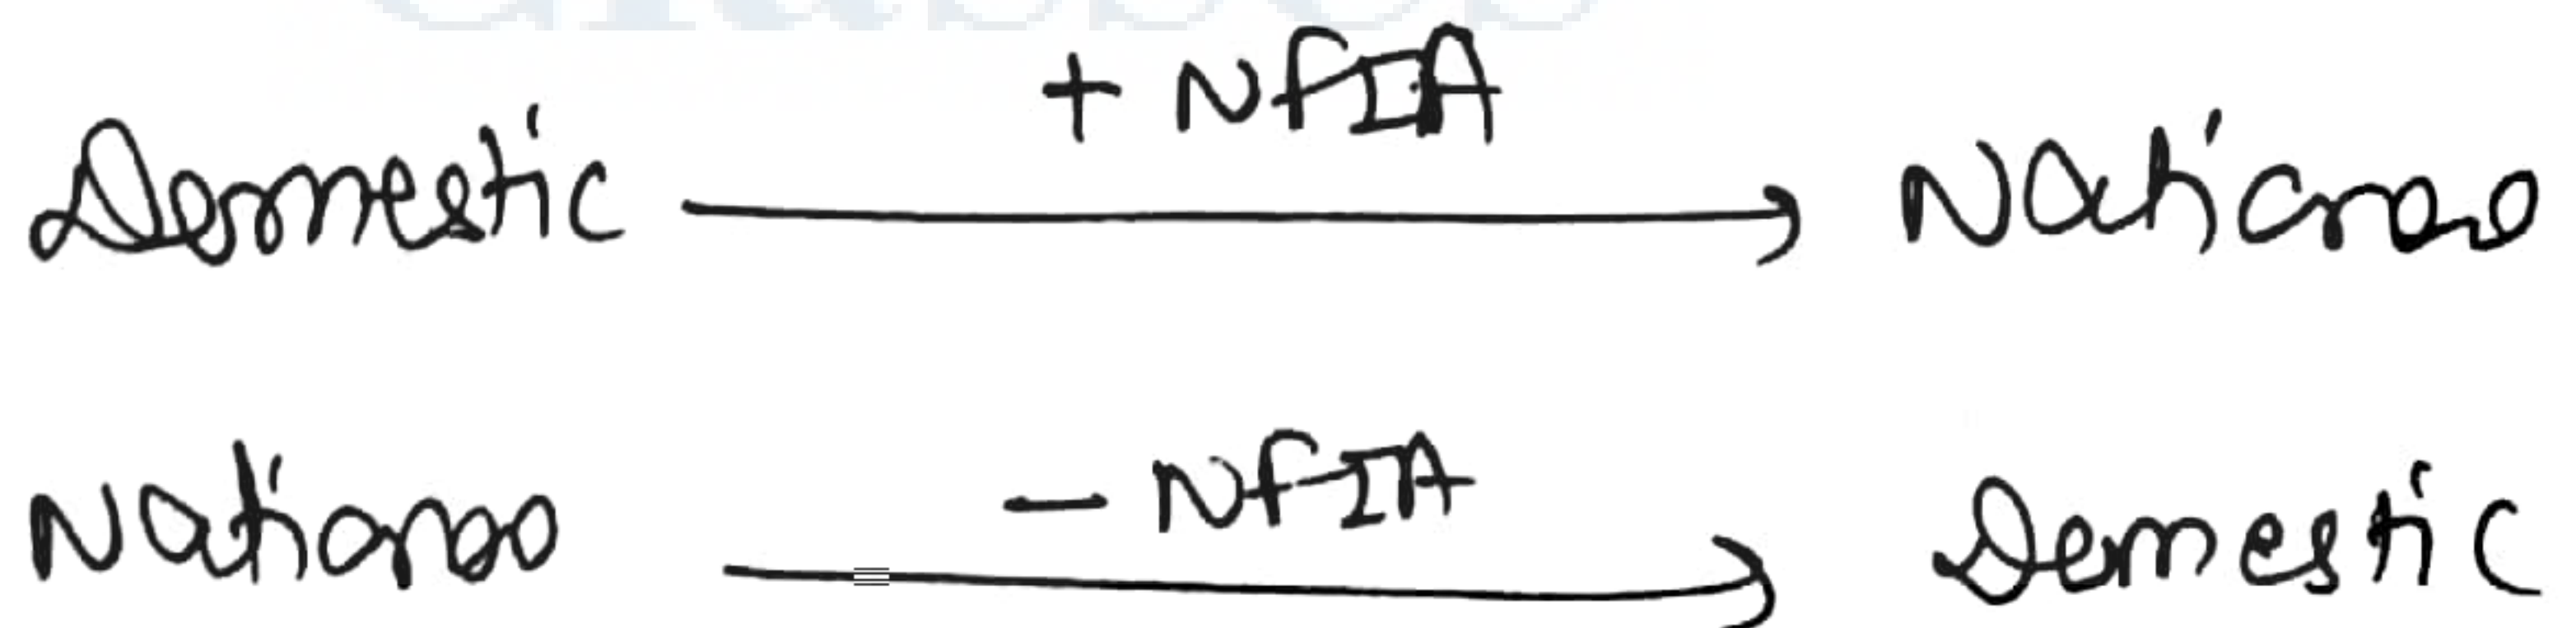 + NFIA
Domestic → National
- NFIA
National → Domestic